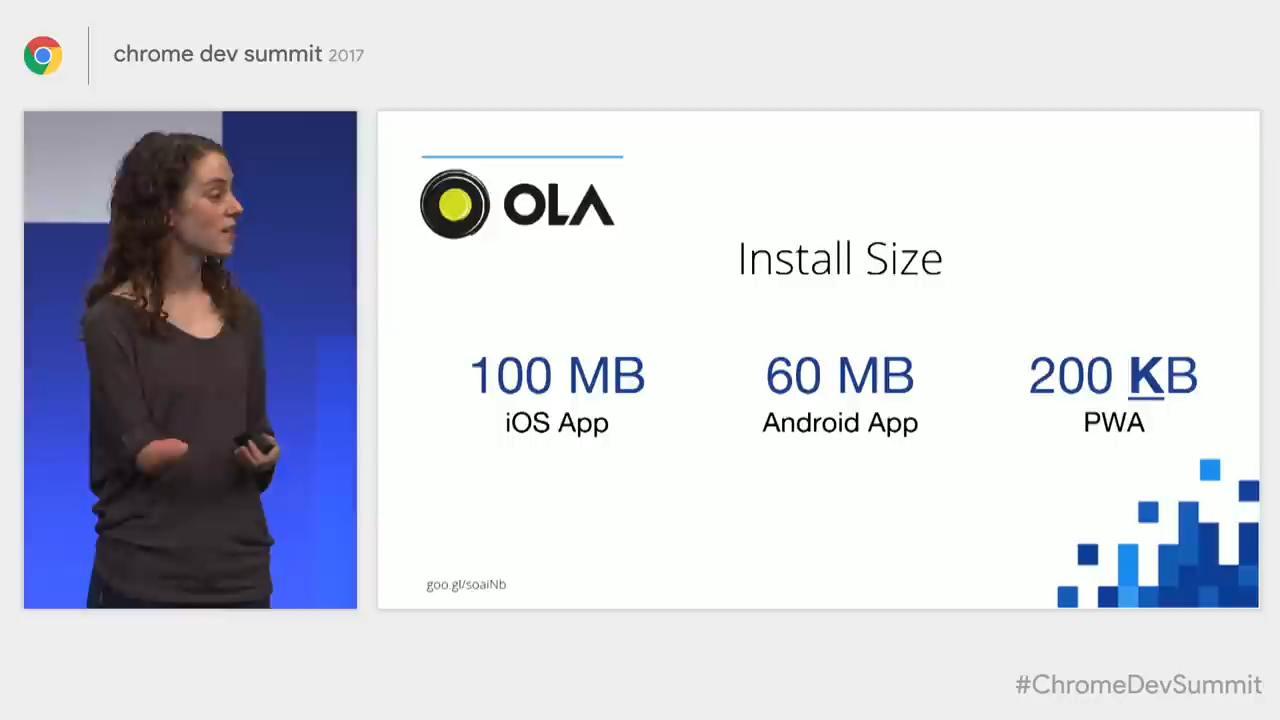 chrome dev summit 2017
OLA
Install Size
100 MB 60 MB 200 KB
iOS App Android App PWA
goo.gl/soaiNb
#ChromeDevSummit